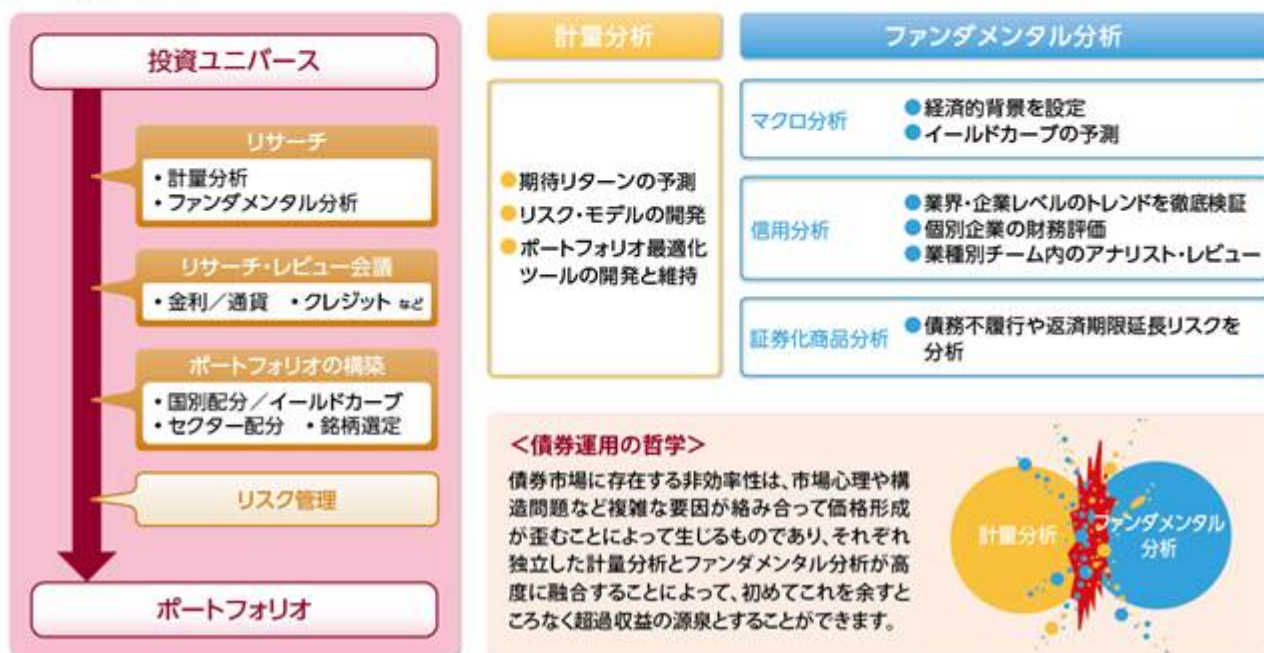 投資ユニバース
リサーチ
・計量分析
・ファンダメンタル分析
リサーチ・レビュー会議
・金利／通貨 ・クレジット など
ポートフォリオの構築
・国別配分／イールドカーブ
・セクター配分 ・銘柄選定
リスク管理
ポートフォリオ
計量分析
●期待リターンの予測
●リスク・モデルの開発
●ポートフォリオ最適化
ツールの開発と維持
ファンダメンタル分析
マクロ分析
●経済的背景を設定
●イールドカーブの予測
信用分析
●業界・企業レベルのトレンドを徹底検証
●個別企業の財務評価
●業種別チーム内のアナリスト・レビュー
証券化商品分析
●債務不履行や返済期限延長リスクを
分析
＜債券運用の哲学＞
債券市場に存在する非効率性は、市場心理や構
造問題など複雑な要因が絡み合って価格形成
が歪むことによって生じるものであり、それぞれ
独立した計量分析とファンダメンタル分析が高
度に融合することによって、初めてこれを余すと
ころなく超過収益の源泉とすることができます。
計量分析
ファンダメンタル
分析